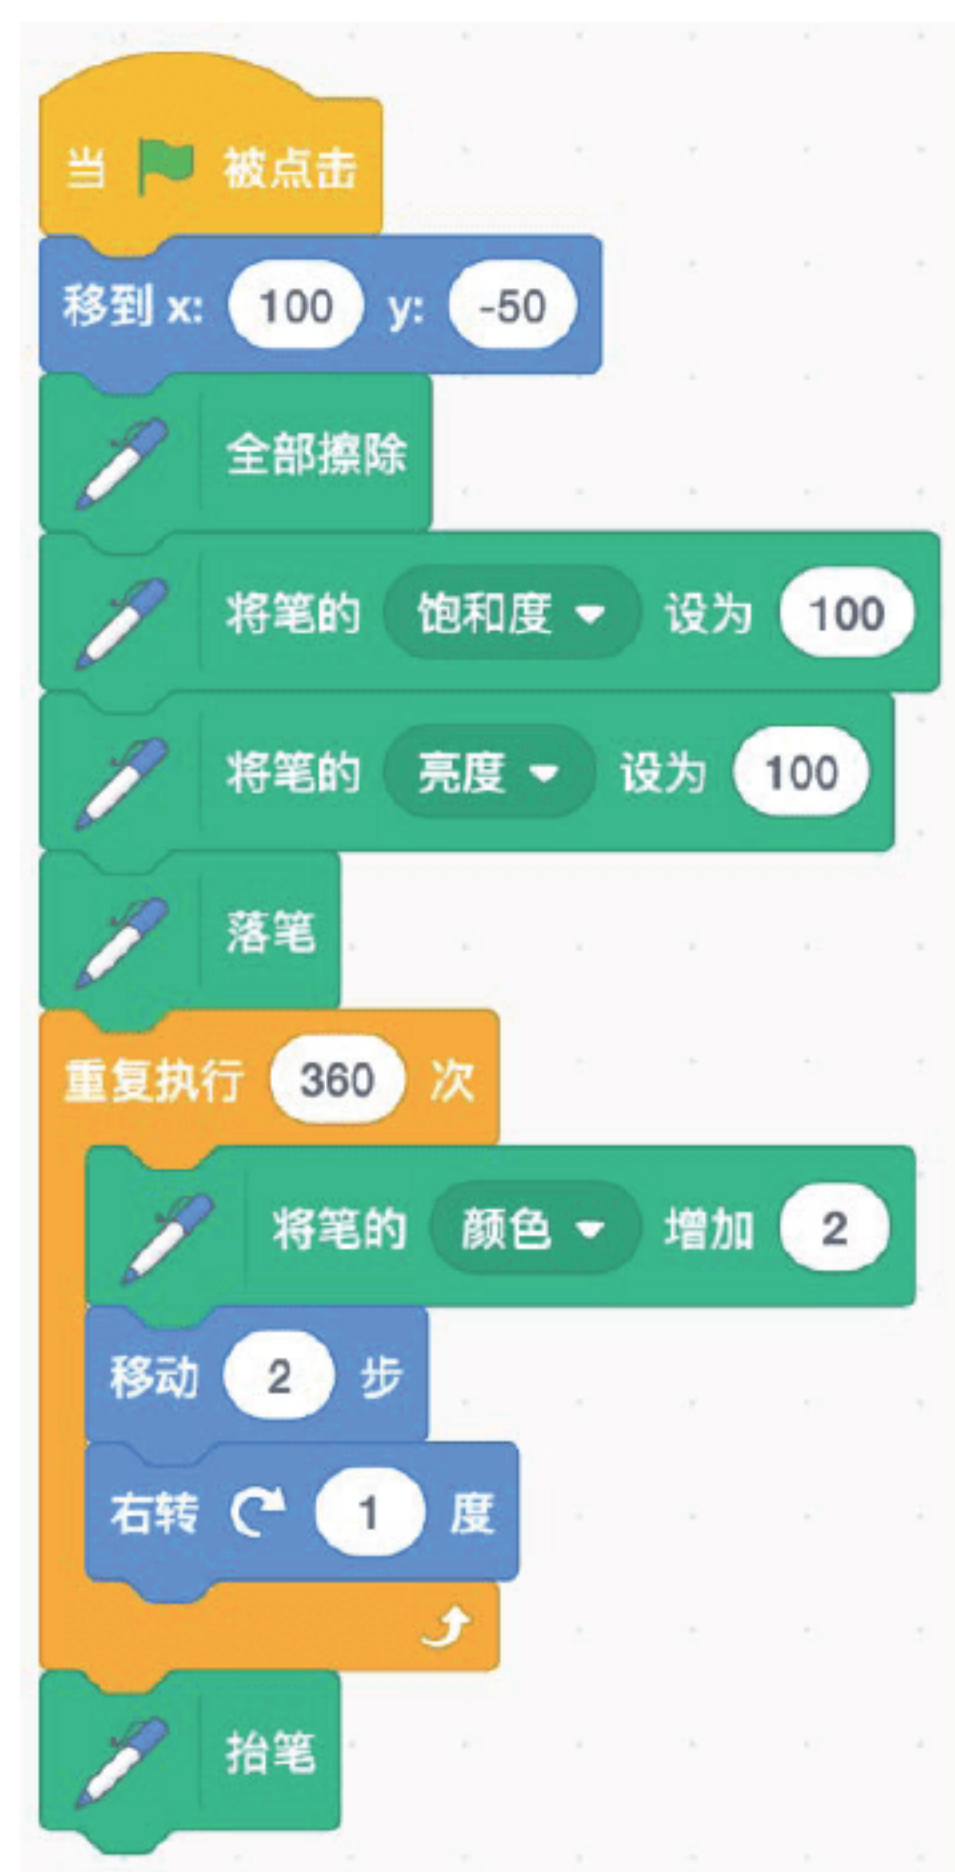 当 被点击
移到 x: 100 y: -50
全部擦除
将笔的 饱和度 设为 100
将笔的 亮度 设为 100
落笔
重复执行 360 次
将笔的 颜色 增加 2
移动 2 步
右转 1 度
抬笔